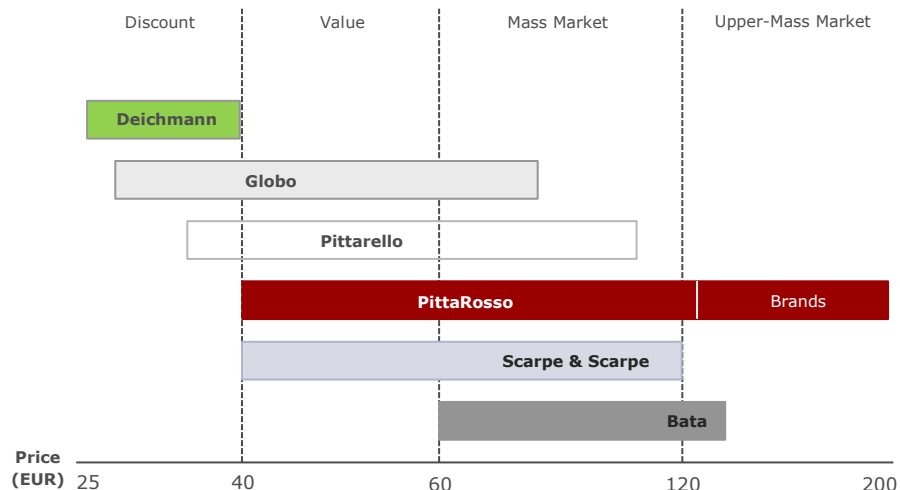 Discount Value Mass Market Upper-Mass Market
Deichmann
Globo
Pittarello
PittaRosso Brands
Scarpe & Scarpe
Bata
Price
(EUR) 25 40 60 120 200